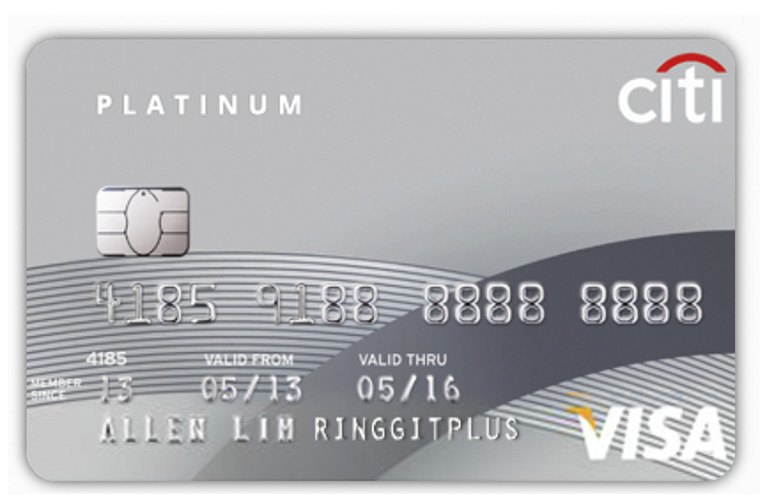 PLATINUM
citi
4185 9188 8888 8888
4185 VALID FROM VALID THRU
MEMBER SINCE 13 05/13 05/16
ALLEN LIM RINGGITPLUS
VISA